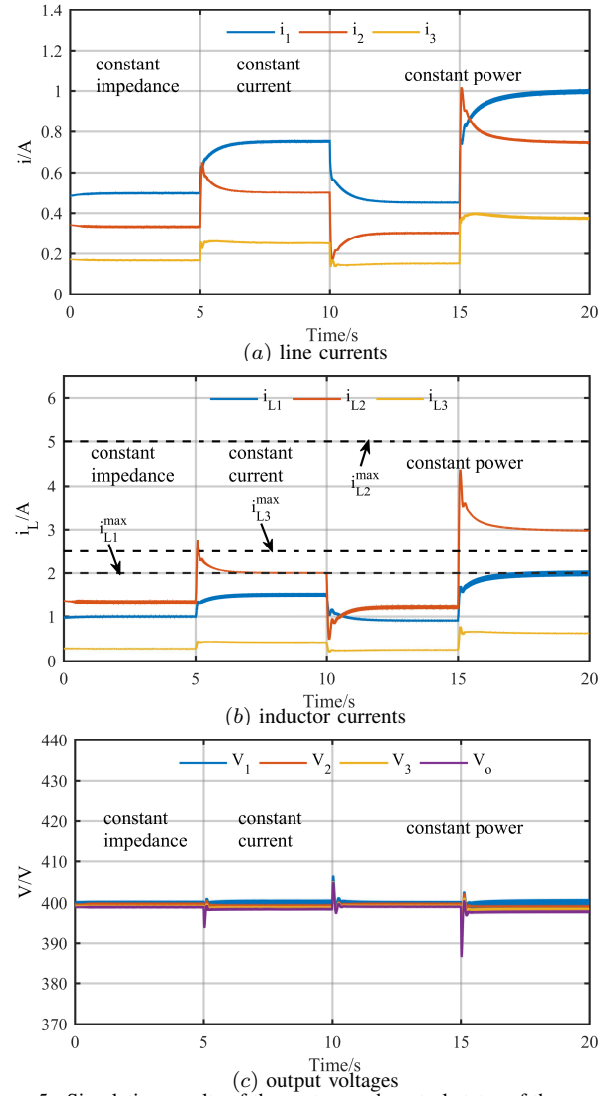 1.4
1.2
1
0.8
0.6
0.4
0.2
0
i/A
i1 i2 i3
constant impedance
constant current
constant power
0 5 10 15 20
Time/s
(a) line currents
6
5
4
3
2
1
0
iL/A
iL1 iL2 iL3
constant impedance
constant current
constant power
iL1max
iL3max
iL2max
0 5 10 15 20
Time/s
(b) inductor currents
440
430
420
410
400
390
380
370
V/V
V1 V2 V3 Vo
constant impedance
constant current
constant power
0 5 10 15 20
Time/s
(c) output voltages